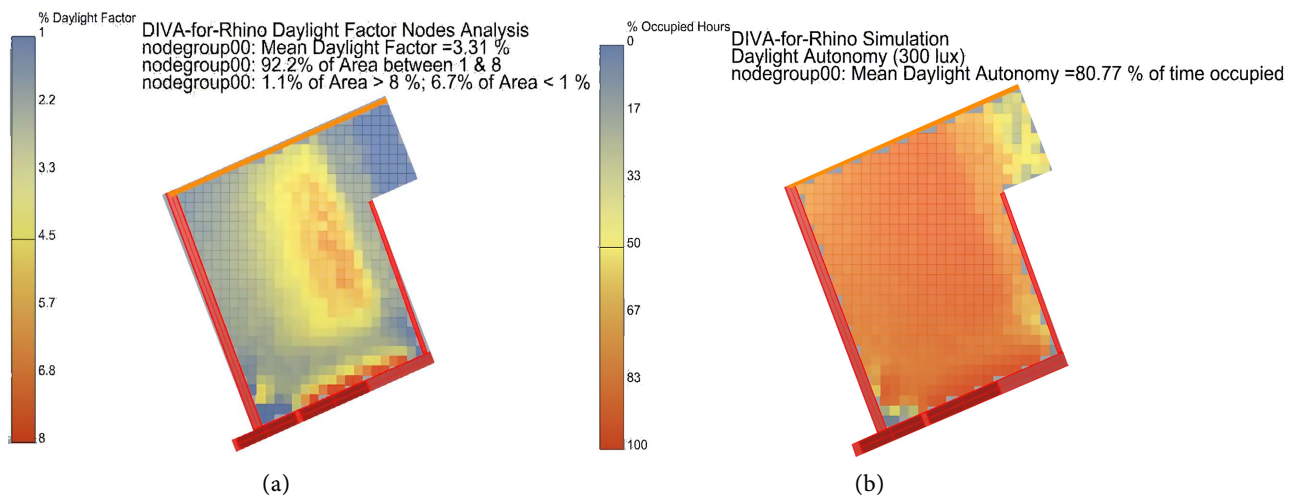 % Daylight Factor
DIVA-for-Rhino Daylight Factor Nodes Analysis
nodegroup00: Mean Daylight Factor =3.31 %
nodegroup00: 92.2% of Area between 1 & 8
nodegroup00: 1.1% of Area > 8 %; 6.7% of Area < 1 %
1
2.2
3.3
4.5
5.7
6.8
8
(a)
% Occupied Hours
DIVA-for-Rhino Simulation
Daylight Autonomy (300 lux)
nodegroup00: Mean Daylight Autonomy =80.77 % of time occupied
0
17
33
50
67
83
100
(b)